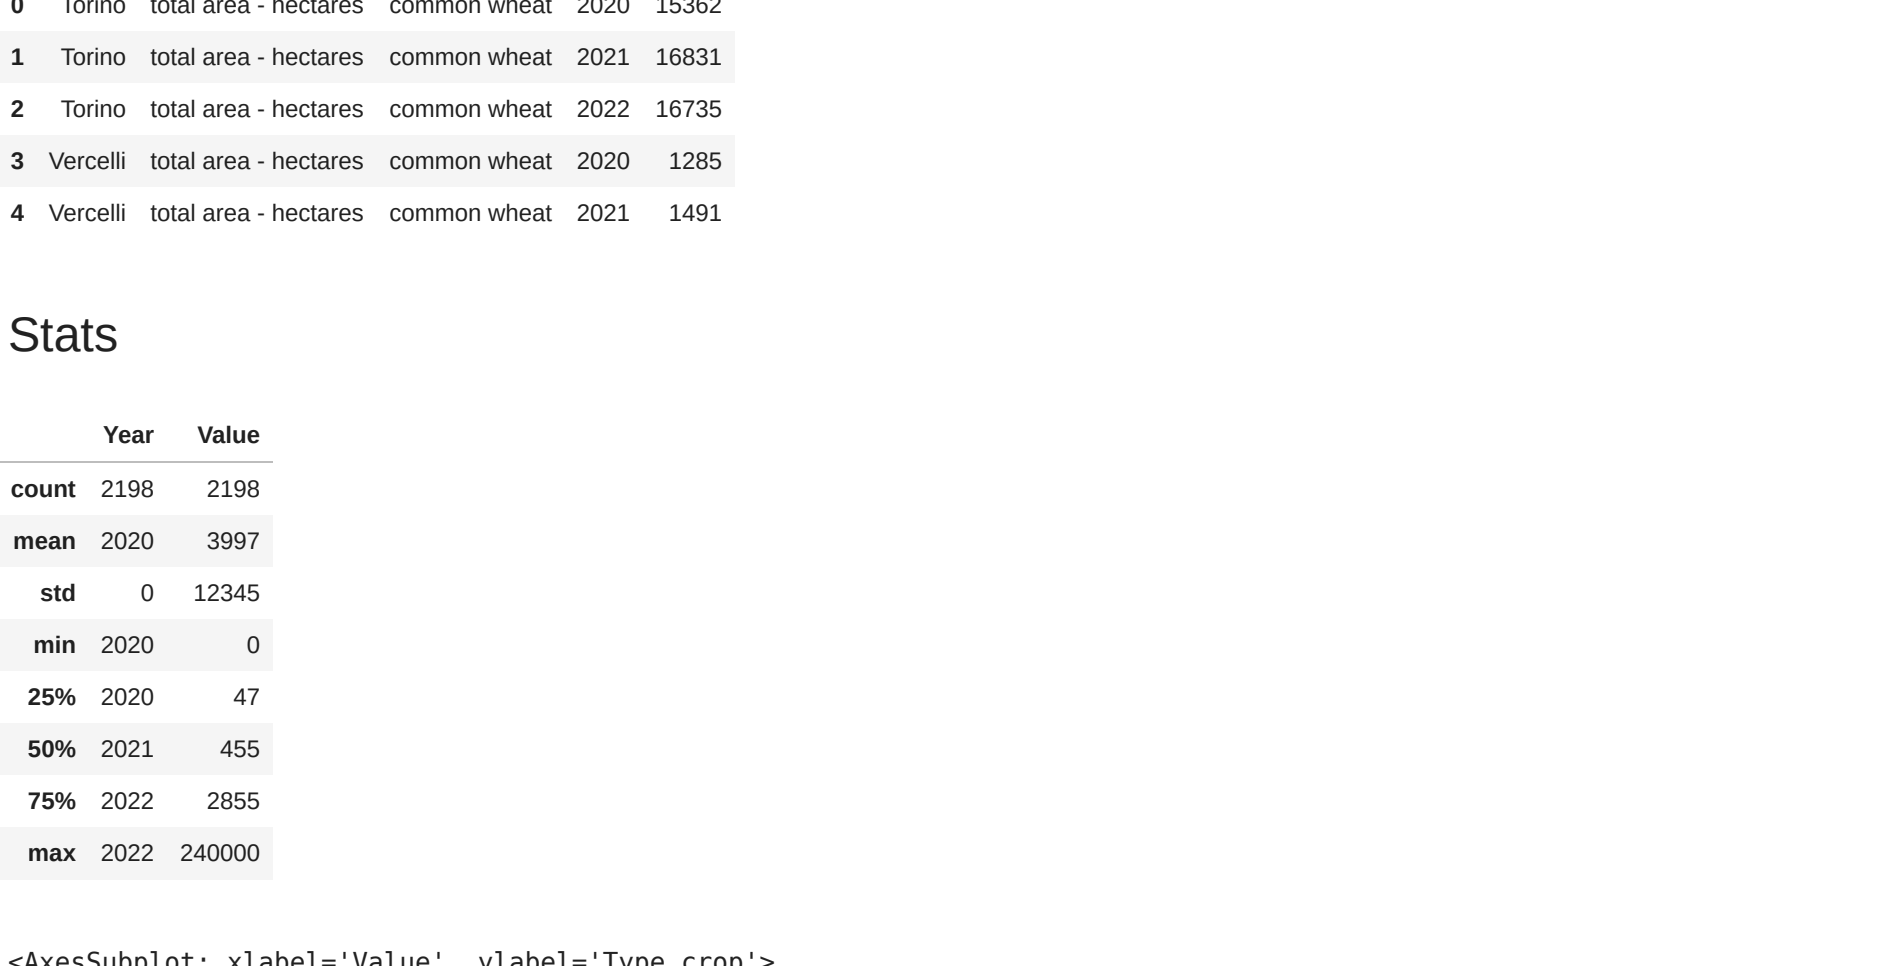 0 Torino total area - hectares common wheat 2020 15362
1 Torino total area - hectares common wheat 2021 16831
2 Torino total area - hectares common wheat 2022 16735
3 Vercelli total area - hectares common wheat 2020 1285
4 Vercelli total area - hectares common wheat 2021 1491
Stats
Year Value
count 2198 2198
mean 2020 3997
std 0 12345
min 2020 0
25% 2020 47
50% 2021 455
75% 2022 2855
max 2022 240000
<AxesSubplot: xlabel='Value', ylabel='Type_crop'>